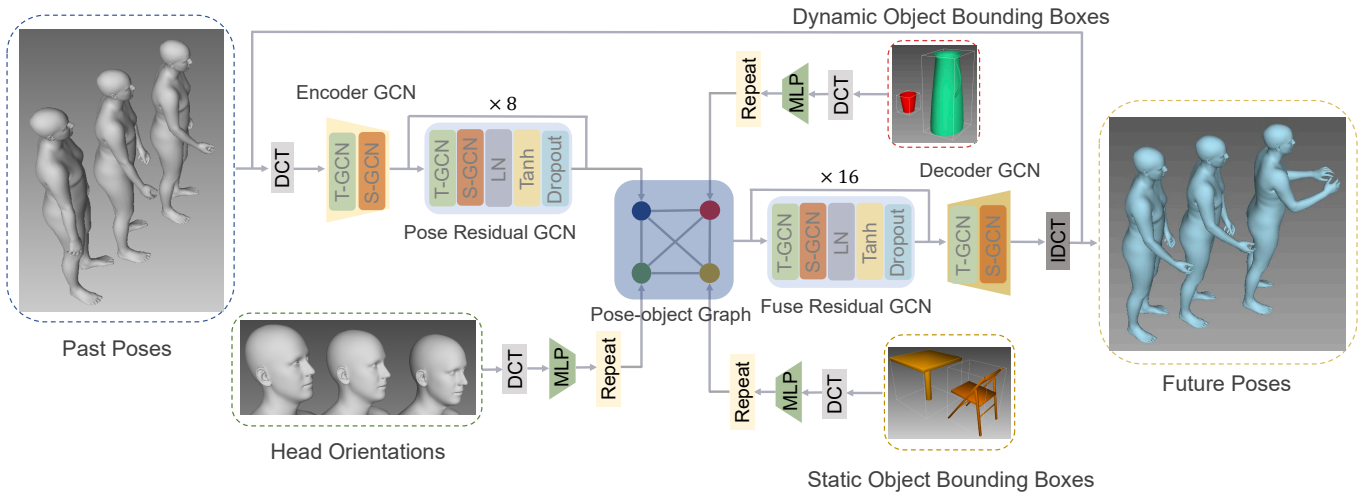 Dynamic Object Bounding Boxes
Encoder GCN
× 8
DCT
T-GCN
S-GCN
T-GCN
S-GCN
LN
Tanh
Dropout
Pose Residual GCN
Repeat
MLP
DCT
Decoder GCN
× 16
T-GCN
S-GCN
LN
Tanh
Dropout
Fuse Residual GCN
T-GCN
S-GCN
IDCT
Pose-object Graph
Past Poses
DCT
MLP
Repeat
Head Orientations
Repeat
MLP
DCT
Static Object Bounding Boxes
Future Poses